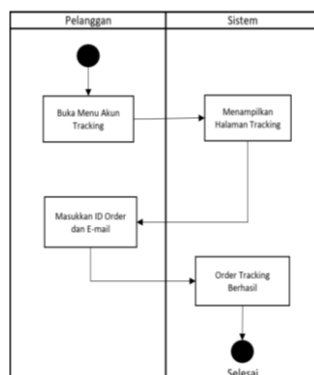 Pelanggan
Sistem
Buka Menu Akun
Tracking
Menampilkan
Halaman Tracking
Masukkan ID Order
dan E-mail
Order Tracking
Berhasil
Selesai